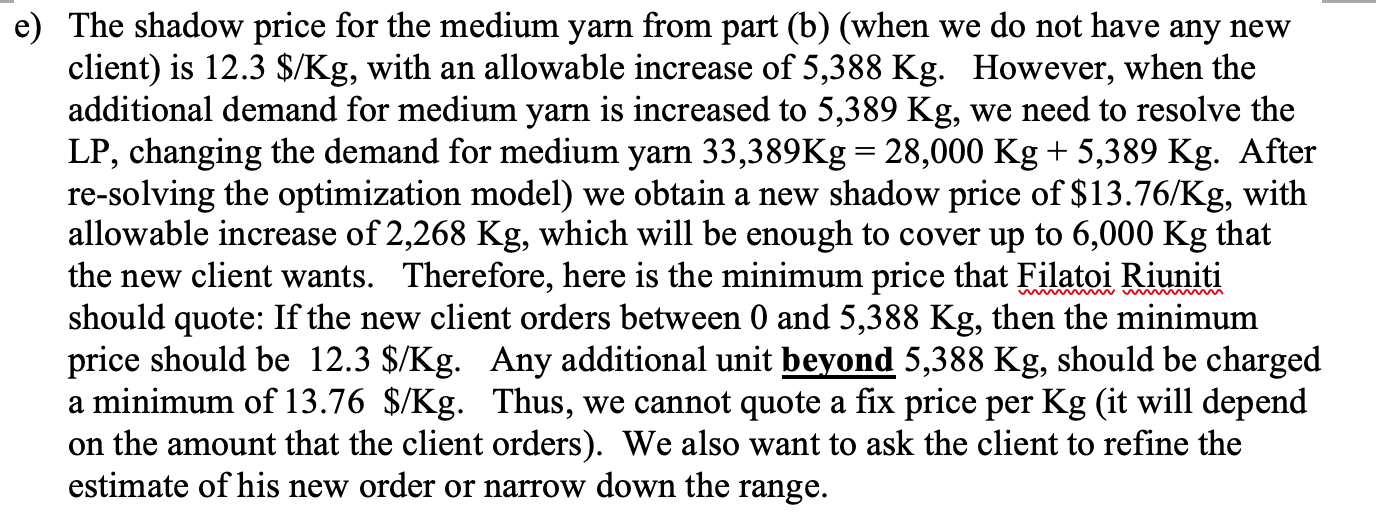 e) The shadow price for the medium yarn from part (b) (when we do not have any new
client) is 12.3 $/Kg, with an allowable increase of 5,388 Kg. However, when the
additional demand for medium yarn is increased to 5,389 Kg, we need to resolve the
LP, changing the demand for medium yarn 33,389Kg = 28,000 Kg + 5,389 Kg. After
re-solving the optimization model) we obtain a new shadow price of $13.76/Kg, with
allowable increase of 2,268 Kg, which will be enough to cover up to 6,000 Kg that
the new client wants. Therefore, here is the minimum price that Filatoi Riuniti
should quote: If the new client orders between 0 and 5,388 Kg, then the minimum
price should be 12.3 $/Kg. Any additional unit beyond 5,388 Kg, should be charged
a minimum of 13.76 $/Kg. Thus, we cannot quote a fix price per Kg (it will depend
on the amount that the client orders). We also want to ask the client to refine the
estimate of his new order or narrow down the range.